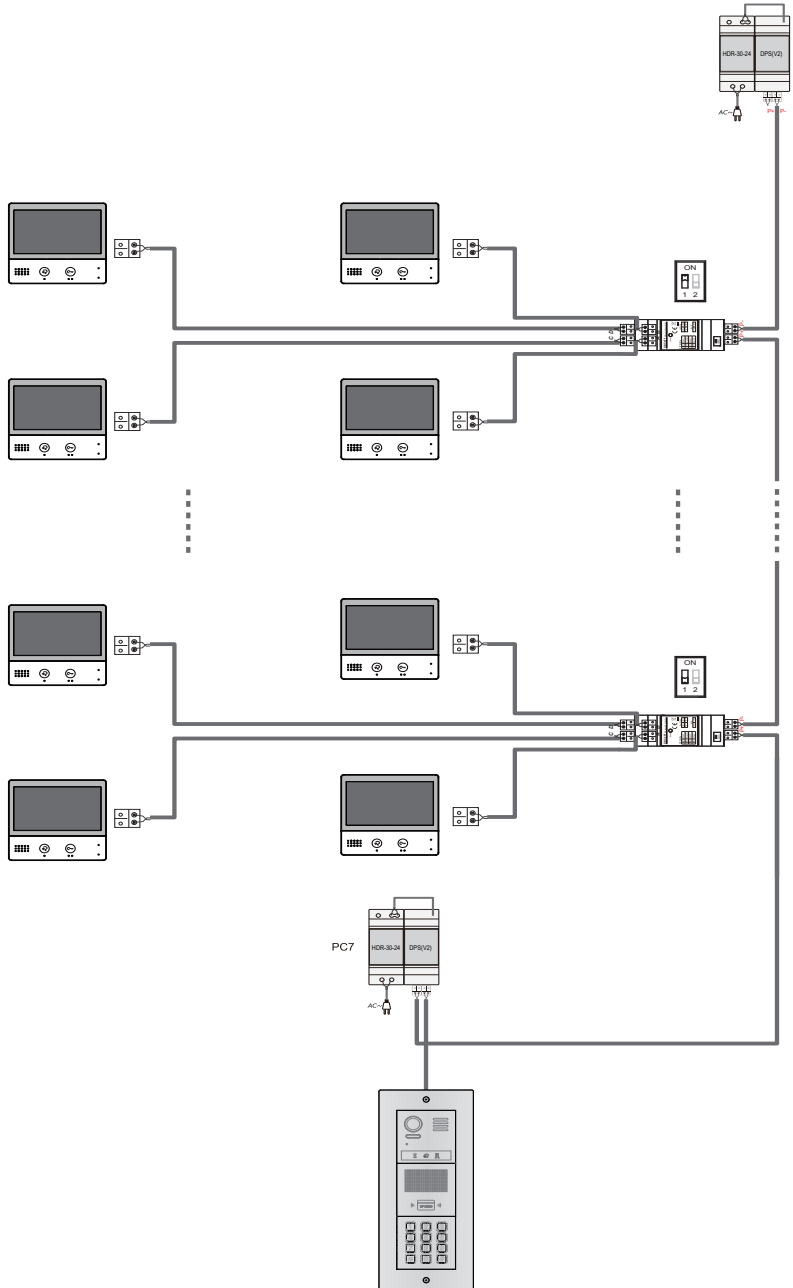 HDR-30-24 DPS(V2)
AC~
P+ P-
ON
1 2
C D
ON
1 2
C D
PC7
HDR-30-24 DPS(V2)
AC~